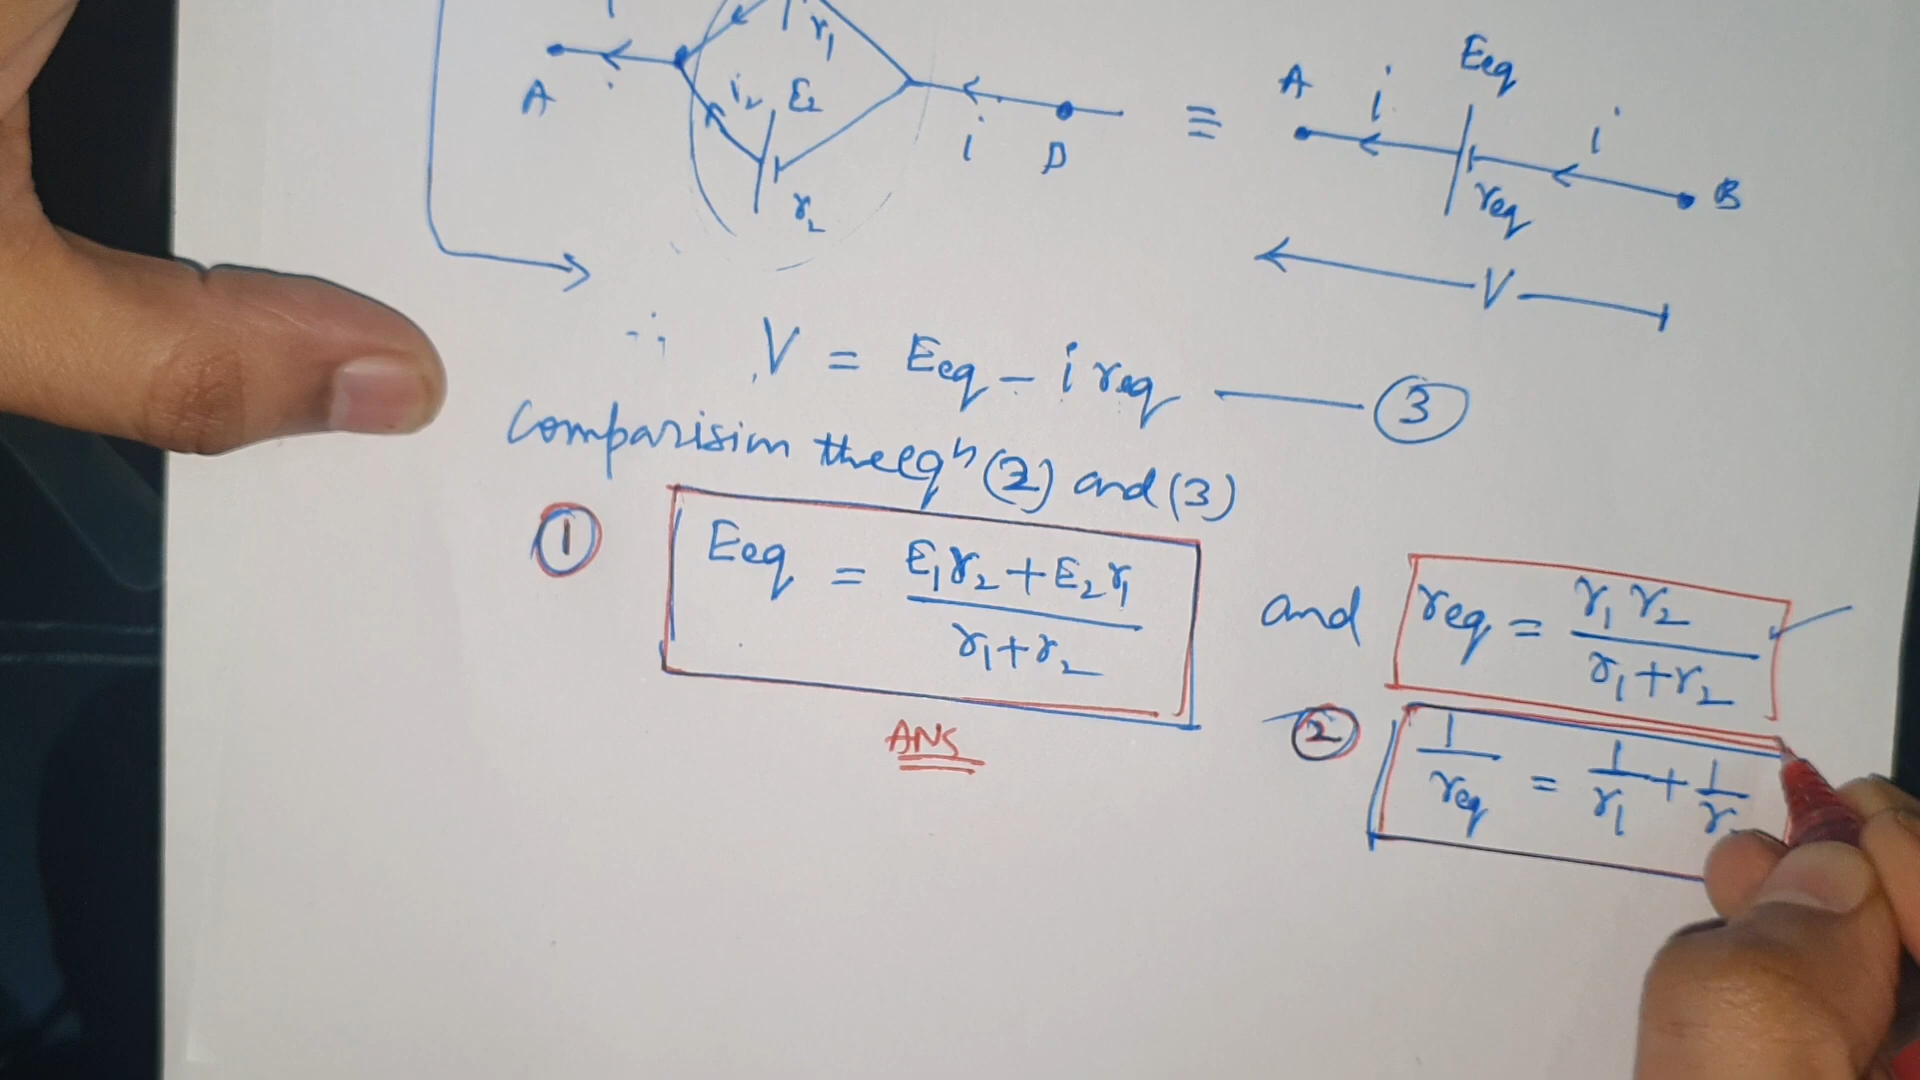 r₁
i₂ E₂
A
i D
r₂
≡
A i Eeq i
req B
V
∴ V = Eeq - i req — ③
Comparisim the eqⁿ (2) and (3)
① Eeq = (E₁r₂ + E₂r₁)/(r₁+r₂) and req = (r₁ r₂)/(r₁+r₂)
ANS
② 1/req = 1/r₁ + 1/r